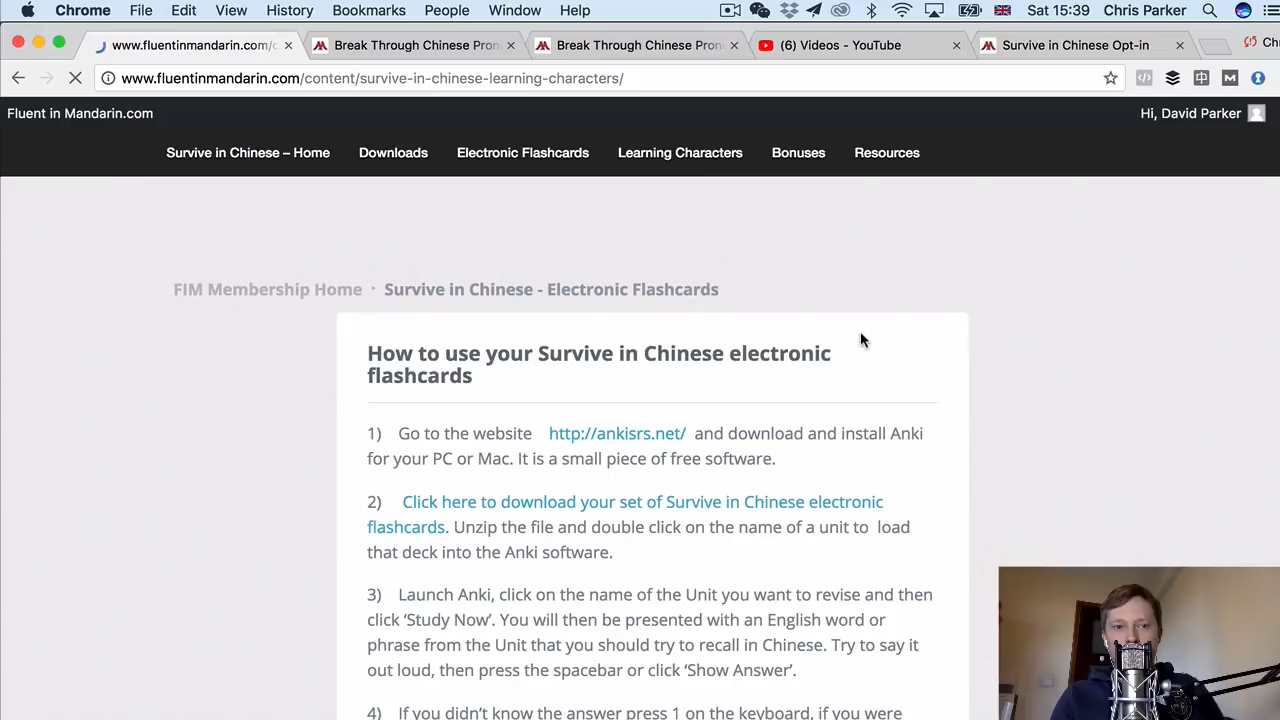 Chrome File Edit View History Bookmarks People Window Help Sat 15:39 Chris Parker
www.fluentinmandarin.com/c Break Through Chinese Pron Break Through Chinese Pronu (6) Videos - YouTube Survive in Chinese Opt-in Ch
www.fluentinmandarin.com/content/survive-in-chinese-learning-characters/
Fluent in Mandarin.com Hi, David Parker
Survive in Chinese – Home Downloads Electronic Flashcards Learning Characters Bonuses Resources
FIM Membership Home Survive in Chinese - Electronic Flashcards
How to use your Survive in Chinese electronic
flashcards
1) Go to the website http://ankisrs.net/ and download and install Anki
for your PC or Mac. It is a small piece of free software.
2) Click here to download your set of Survive in Chinese electronic
flashcards. Unzip the file and double click on the name of a unit to load
that deck into the Anki software.
3) Launch Anki, click on the name of the Unit you want to revise and then
click ‘Study Now’. You will then be presented with an English word or
phrase from the Unit that you should try to recall in Chinese. Try to say it
out loud, then press the spacebar or click ‘Show Answer’.
4) If you didn’t know the answer press 1 on the keyboard, if you were